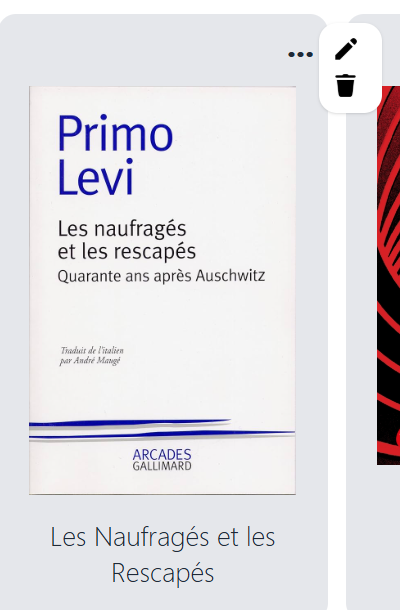 Primo
Levi
Les naufragés
et les rescapés
Quarante ans après Auschwitz
Traduit de l'italien
par André Maugé
ARCADES
GALLIMARD
Les Naufragés et les
Rescapés